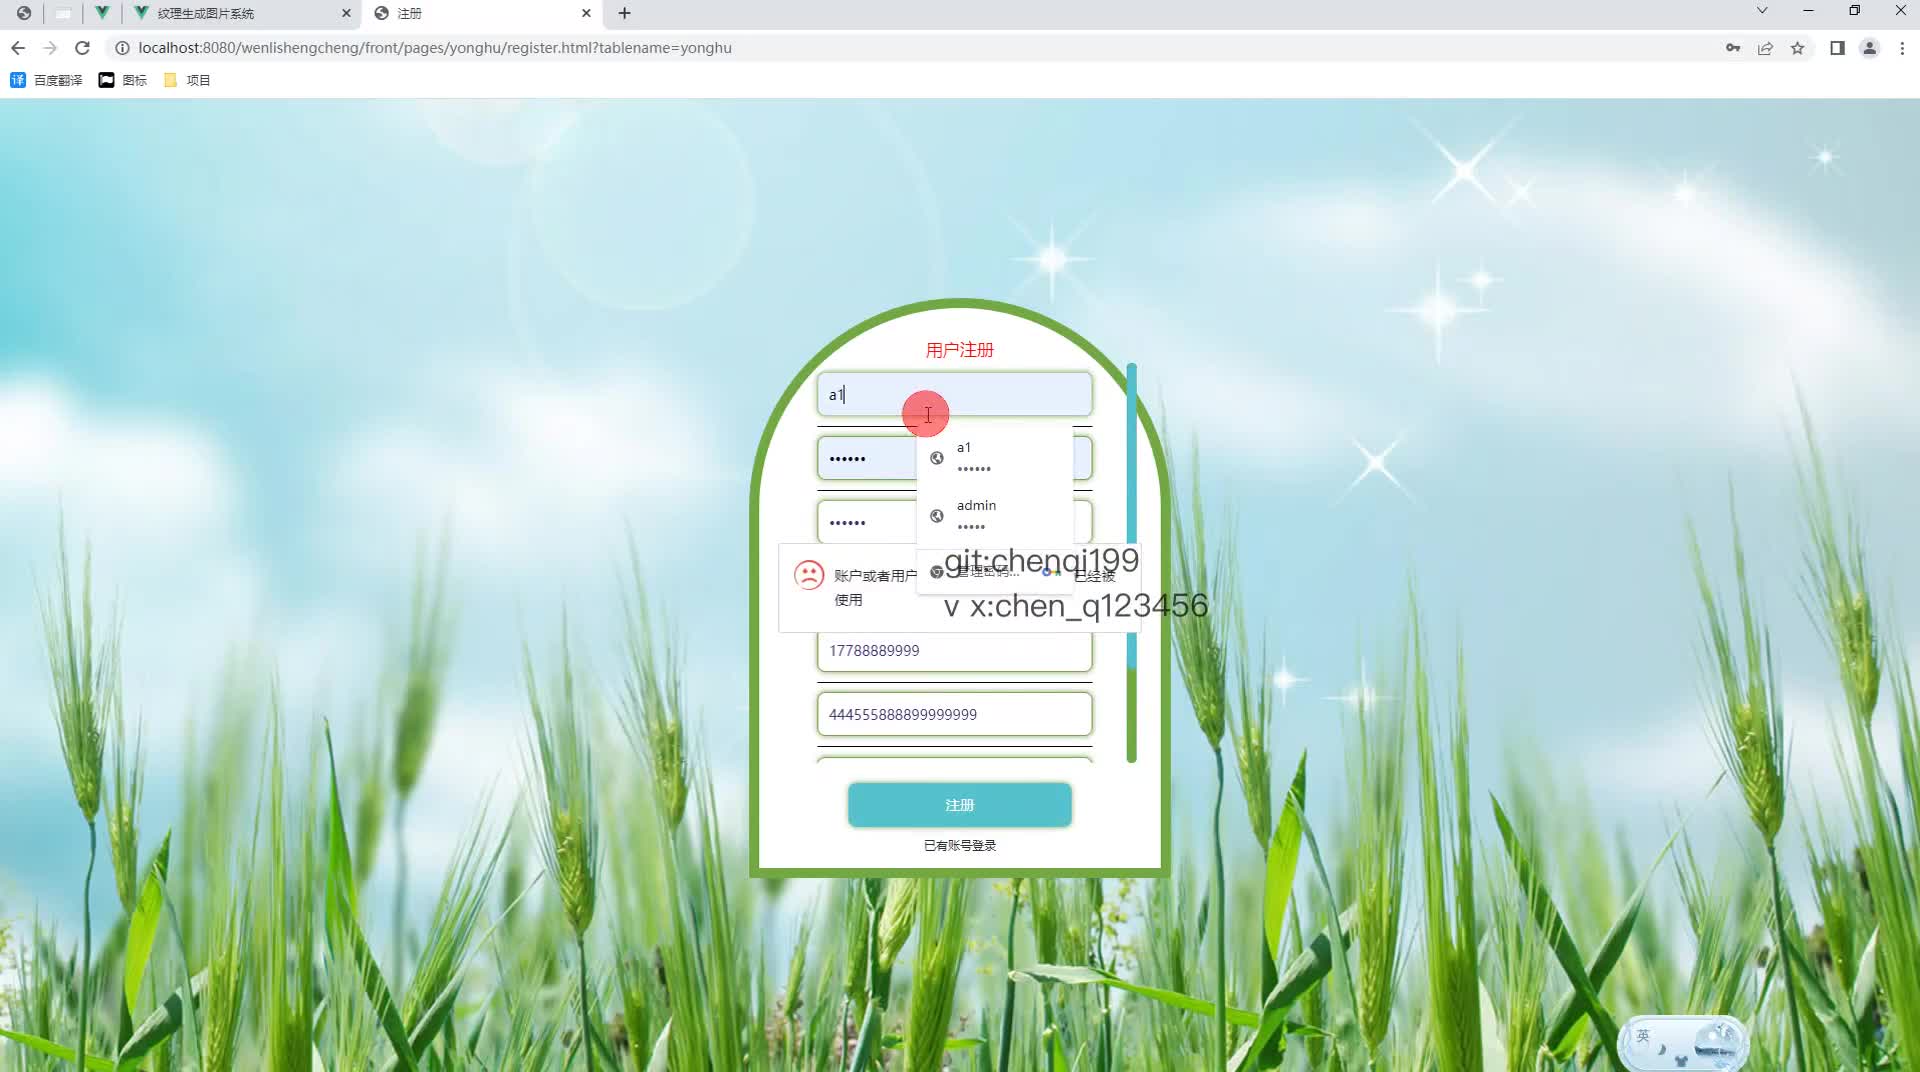 纹理生成图片系统
注册
localhost:8080/wenlishengcheng/front/pages/yonghu/register.html?tablename=yonghu
译 百度翻译
图标
项目
用户注册
a1
••••••
a1
••••••
admin
•••••
••••••
git:chenqi199
管理密码...
账户或者用户
已经被
使用
v x:chen_q123456
17788889999
444555888899999999
注册
已有账号登录
英